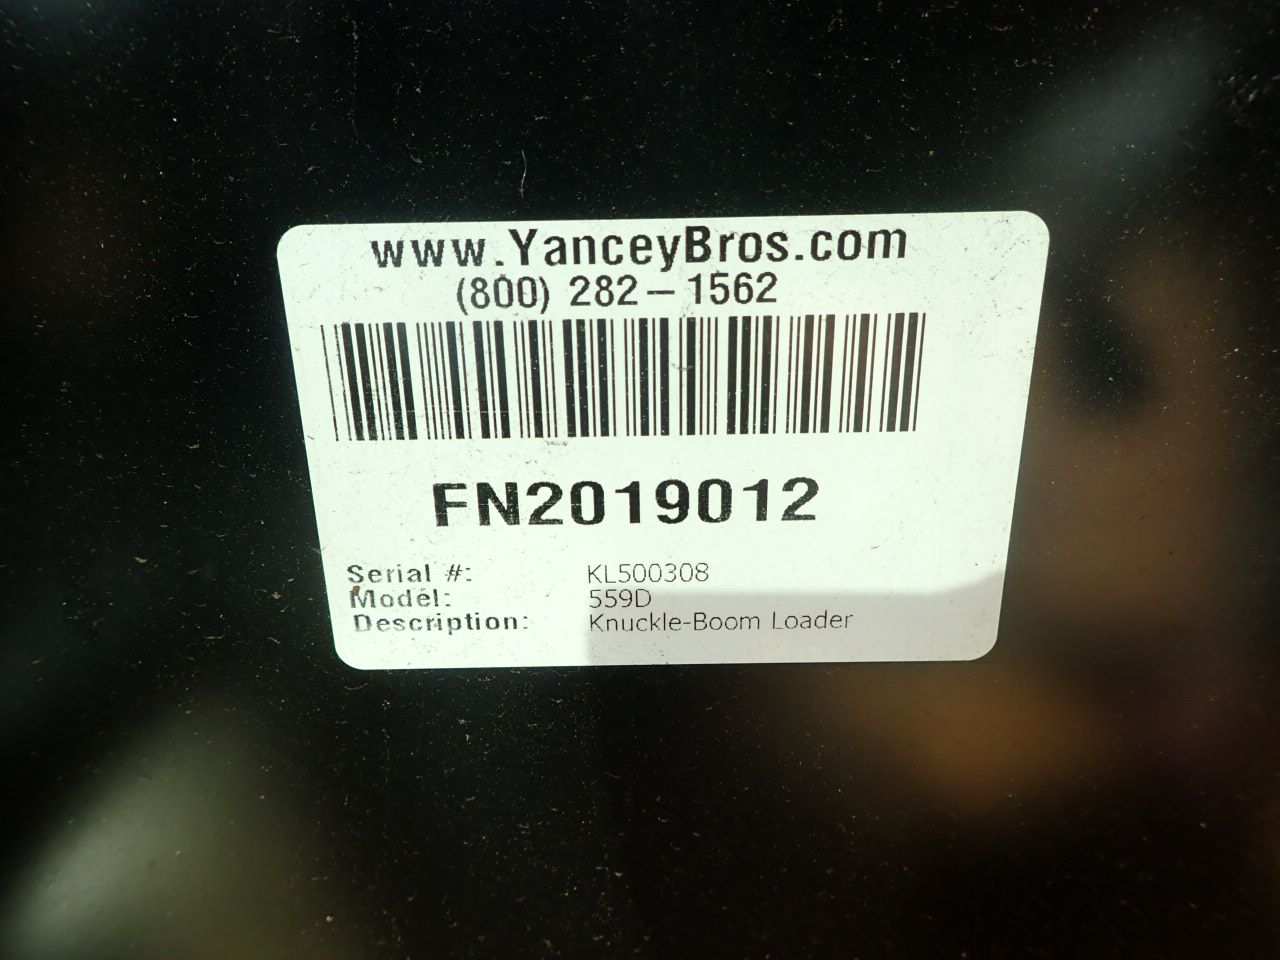 www.YanceyBros.com
(800) 282-1562
FN2019012
Serial #: KL500308
Model: 559D
Description: Knuckle-Boom Loader